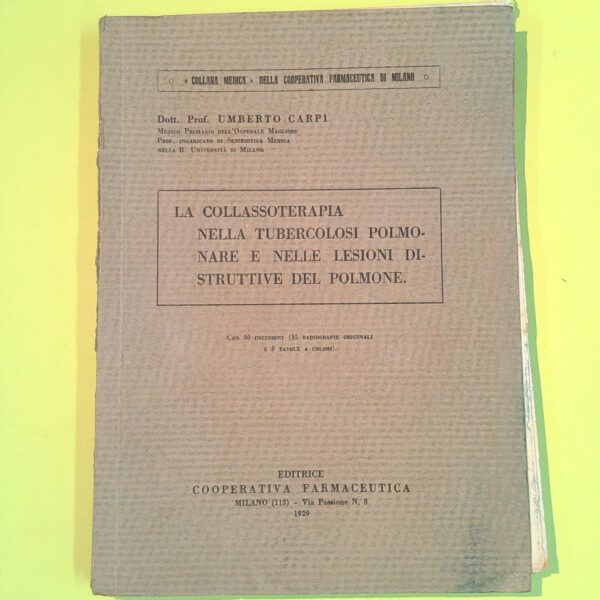 « COLLANA MEDICA » DELLA COOPERATIVA FARMACEUTICA DI MILANO
Dott. Prof. UMBERTO CARPI
MEDICO PRIMARIO DELL'OSPEDALE MAGGIORE
PROF. INCARICATO DI SEMEIOTICA MEDICA
NELLA R. UNIVERSITÀ DI MILANO
LA COLLASSOTERAPIA
NELLA TUBERCOLOSI POLMO-
NARE E NELLE LESIONI DI-
STRUTTIVE DEL POLMONE.
CON 90 INCISIONI (35 RADIOGRAFIE ORIGINALI
E 8 TAVOLE A COLORI)
EDITRICE
COOPERATIVA FARMACEUTICA
MILANO (113) - Via Passione N. 8
1929